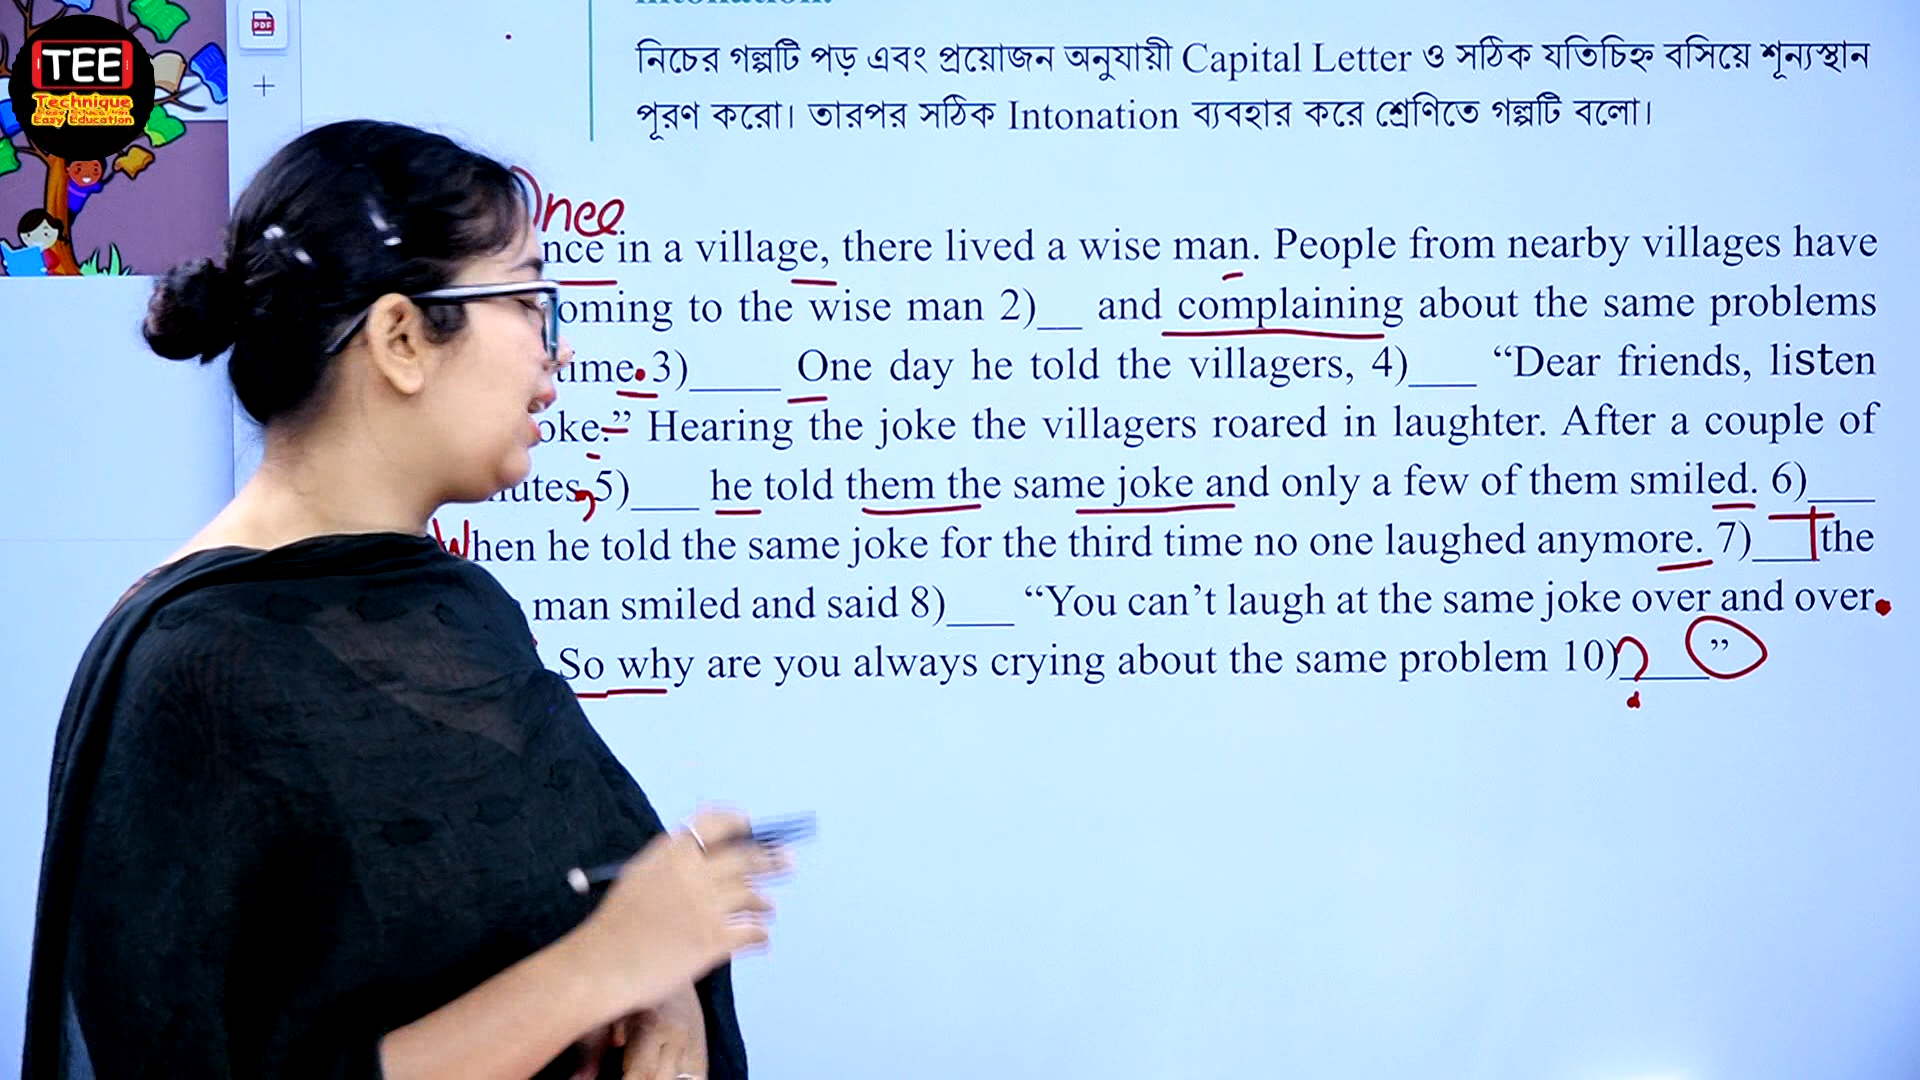 TEE
Technique
Easy Education
PDF
নিচের গল্পটি পড় এবং প্রয়োজন অনুযায়ী Capital Letter ও সঠিক যতিচিহ্ন বসিয়ে শূন্যস্থান
পূরণ করো। তারপর সঠিক Intonation ব্যবহার করে শ্রেণিতে গল্পটি বলো।
Once
in a village, there lived a wise man. People from nearby villages have
to the wise man 2)__ and complaining about the same problems
time. 3)____ One day he told the villagers, 4)___ “Dear friends, listen
Hearing the joke the villagers roared in laughter. After a couple of
5)___ he told them the same joke and only a few of them smiled. 6)___
When he told the same joke for the third time no one laughed anymore. 7)___ T the
man smiled and said 8)___ “You can’t laugh at the same joke over and over.
So why are you always crying about the same problem 10)____ ? ”